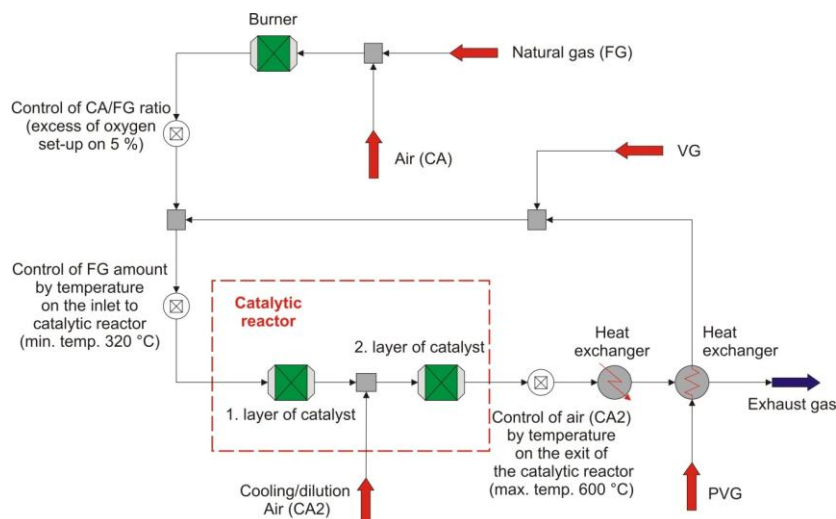 Burner
Natural gas (FG)
Control of CA/FG ratio
(excess of oxygen
set-up on 5 %)
Air (CA)
VG
Control of FG amount
by temperature
on the inlet to
catalytic reactor
(min. temp. 320 °C)
Catalytic
reactor
2. layer of catalyst
1. layer of catalyst
Heat
exchanger
Heat
exchanger
Exhaust gas
Control of air (CA2)
by temperature
on the exit of
the catalytic reactor
(max. temp. 600 °C)
Cooling/dilution
Air (CA2)
PVG